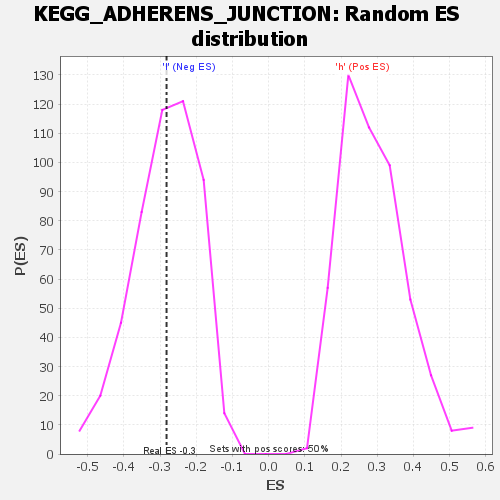 KEGG_ADHERENS_JUNCTION: Random ES
distribution
'l' (Neg ES)
'h' (Pos ES)
130
120
110
100
90
80
70
60
50
40
30
20
10
0
P(ES)
Real ES -0.3
Sets with pos scores: 50%
-0.5 -0.4 -0.3 -0.2 -0.1 0.0 0.1 0.2 0.3 0.4 0.5 0.6
ES